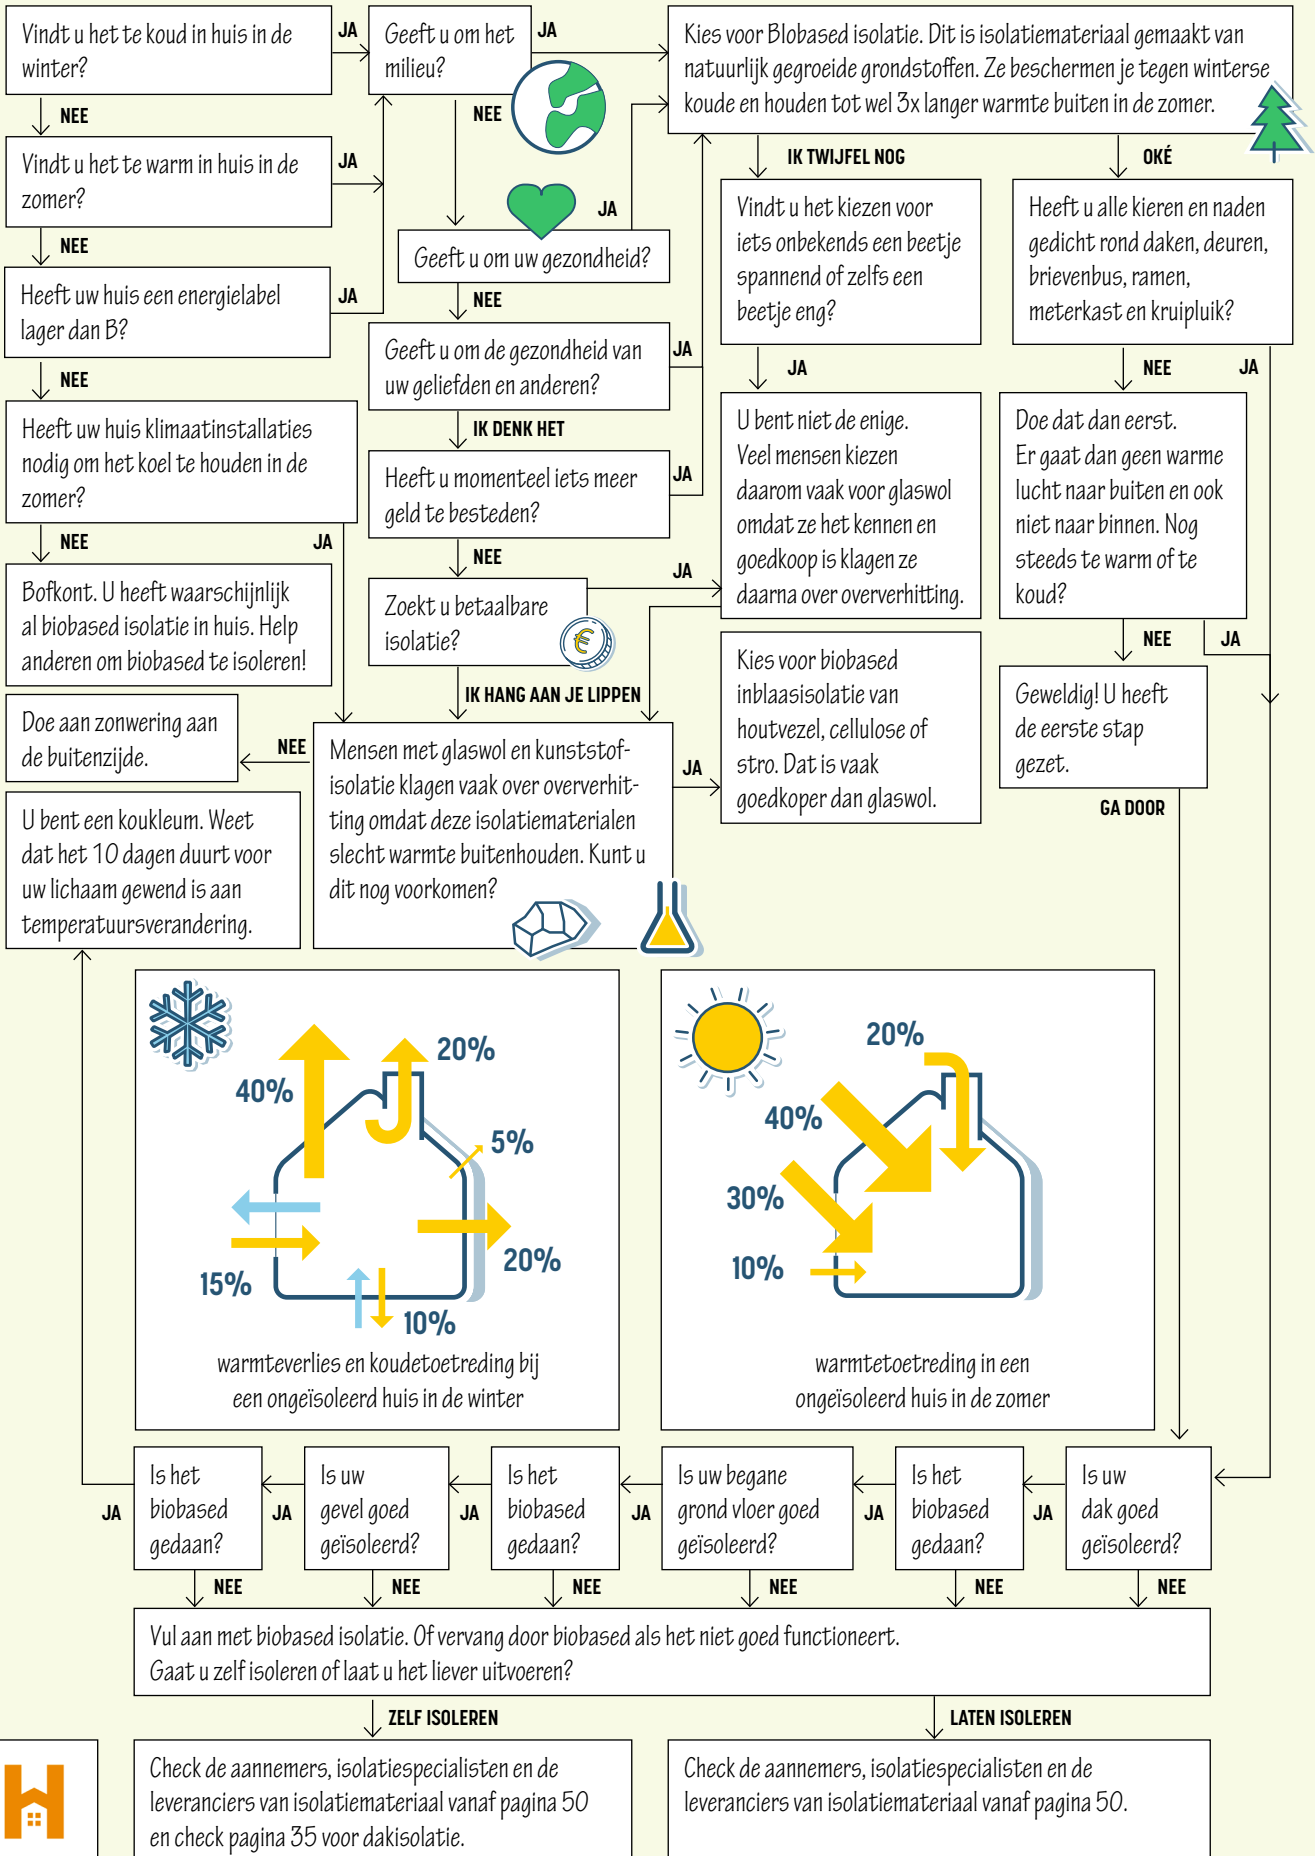 Vindt u het te koud in huis in de
winter?
JA
NEE
Geeft u om het
milieu?
JA
NEE
Kies voor BIobased isolatie. Dit is isolatiemateriaal gemaakt van
natuurlijk gegroeide grondstoffen. Ze beschermen je tegen winterse
koude en houden tot wel 3x langer warmte buiten in de zomer.
IK TWIJFEL NOG
OKÉ
Vindt u het te warm in huis in de
zomer?
JA
NEE
Geeft u om uw gezondheid?
JA
NEE
Vindt u het kiezen voor
iets onbekends een beetje
spannend of zelfs een
beetje eng?
JA
Heeft u alle kieren en naden
gedicht rond daken, deuren,
brievenbus, ramen,
meterkast en kruipluik?
NEE
JA
Heeft uw huis een energielabel
lager dan B?
JA
NEE
Geeft u om de gezondheid van
uw geliefden en anderen?
JA
IK DENK HET
Heeft uw huis klimaatinstallaties
nodig om het koel te houden in de
zomer?
NEE
JA
Heeft u momenteel iets meer
geld te besteden?
JA
NEE
U bent niet de enige.
Veel mensen kiezen
daarom vaak voor glaswol
omdat ze het kennen en
goedkoop is klagen ze
daarna over oververhitting.
Doe dat dan eerst.
Er gaat dan geen warme
lucht naar buiten en ook
niet naar binnen. Nog
steeds te warm of te
koud?
NEE
JA
Bofkont. U heeft waarschijnlijk
al biobased isolatie in huis. Help
anderen om biobased te isoleren!
Zoekt u betaalbare
isolatie?
€
JA
IK HANG AAN JE LIPPEN
Kies voor biobased
inblaasisolatie van
houtvezel, cellulose of
stro. Dat is vaak
goedkoper dan glaswol.
Geweldig! U heeft
de eerste stap
gezet.
GA DOOR
Doe aan zonwering aan
de buitenzijde.
NEE
Mensen met glaswol en kunststof-
isolatie klagen vaak over oververhit-
ting omdat deze isolatiematerialen
slecht warmte buitenhouden. Kunt u
dit nog voorkomen?
JA
U bent een koukleum. Weet
dat het 10 dagen duurt voor
uw lichaam gewend is aan
temperatuursverandering.
20%
40%
5%
20%
15%
10%
warmteverlies en koudetoetreding bij
een ongeïsoleerd huis in de winter
20%
40%
30%
10%
warmtetoetreding in een
ongeïsoleerd huis in de zomer
JA
Is het
biobased
gedaan?
JA
Is uw
gevel goed
geïsoleerd?
JA
Is het
biobased
gedaan?
JA
Is uw begane
grond vloer goed
geïsoleerd?
JA
Is het
biobased
gedaan?
JA
Is uw
dak goed
geïsoleerd?
NEE
NEE
NEE
NEE
NEE
NEE
Vul aan met biobased isolatie. Of vervang door biobased als het niet goed functioneert.
Gaat u zelf isoleren of laat u het liever uitvoeren?
ZELF ISOLEREN
LATEN ISOLEREN
Check de aannemers, isolatiespecialisten en de
leveranciers van isolatiemateriaal vanaf pagina 50
en check pagina 35 voor dakisolatie.
Check de aannemers, isolatiespecialisten en de
leveranciers van isolatiemateriaal vanaf pagina 50.
H